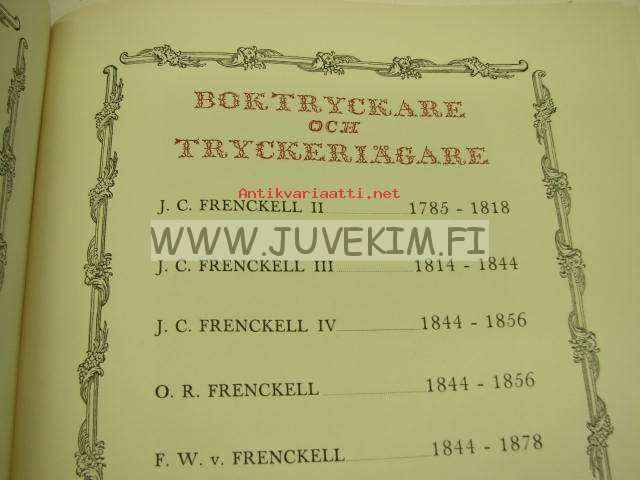 BOKTRYCKARE
OCH
TRYCKERIÄGARE
Antikvariaatti.net
J. C. FRENCKELL II 1785 - 1818
WWW.JUVEKIM.FI
J. C. FRENCKELL III 1814 - 1844
J. C. FRENCKELL IV 1844 - 1856
O. R. FRENCKELL 1844 - 1856
F. W. v. FRENCKELL 1844 - 1878